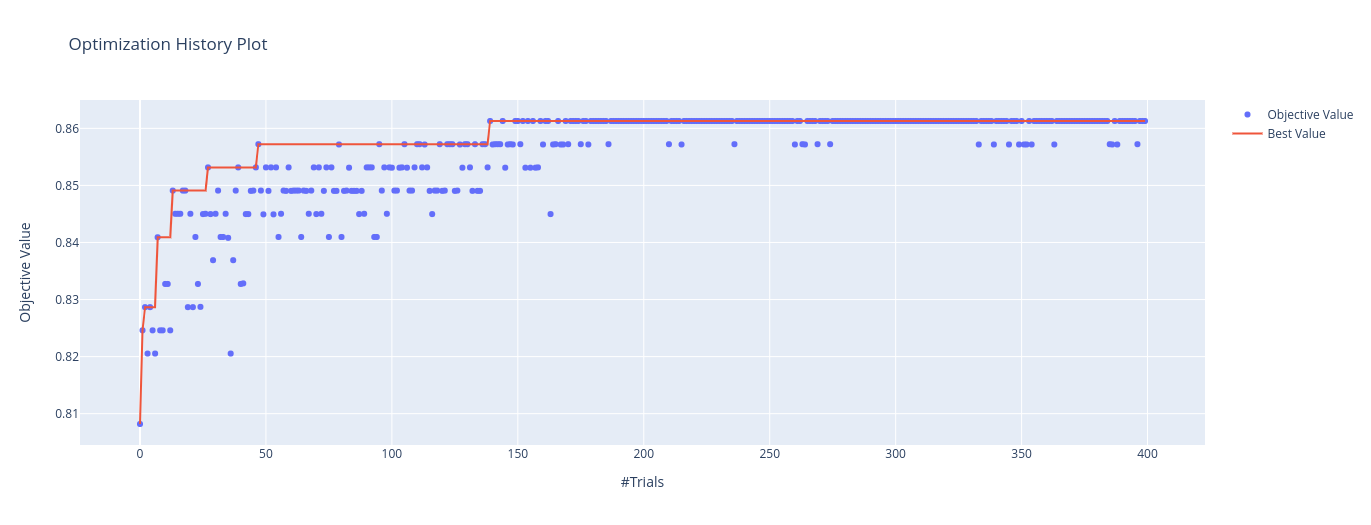 Optimization History Plot
Objective Value
Best Value
0.86
0.85
0.84
0.83
0.82
0.81
Objective Value
0 50 100 150 200 250 300 350 400
#Trials